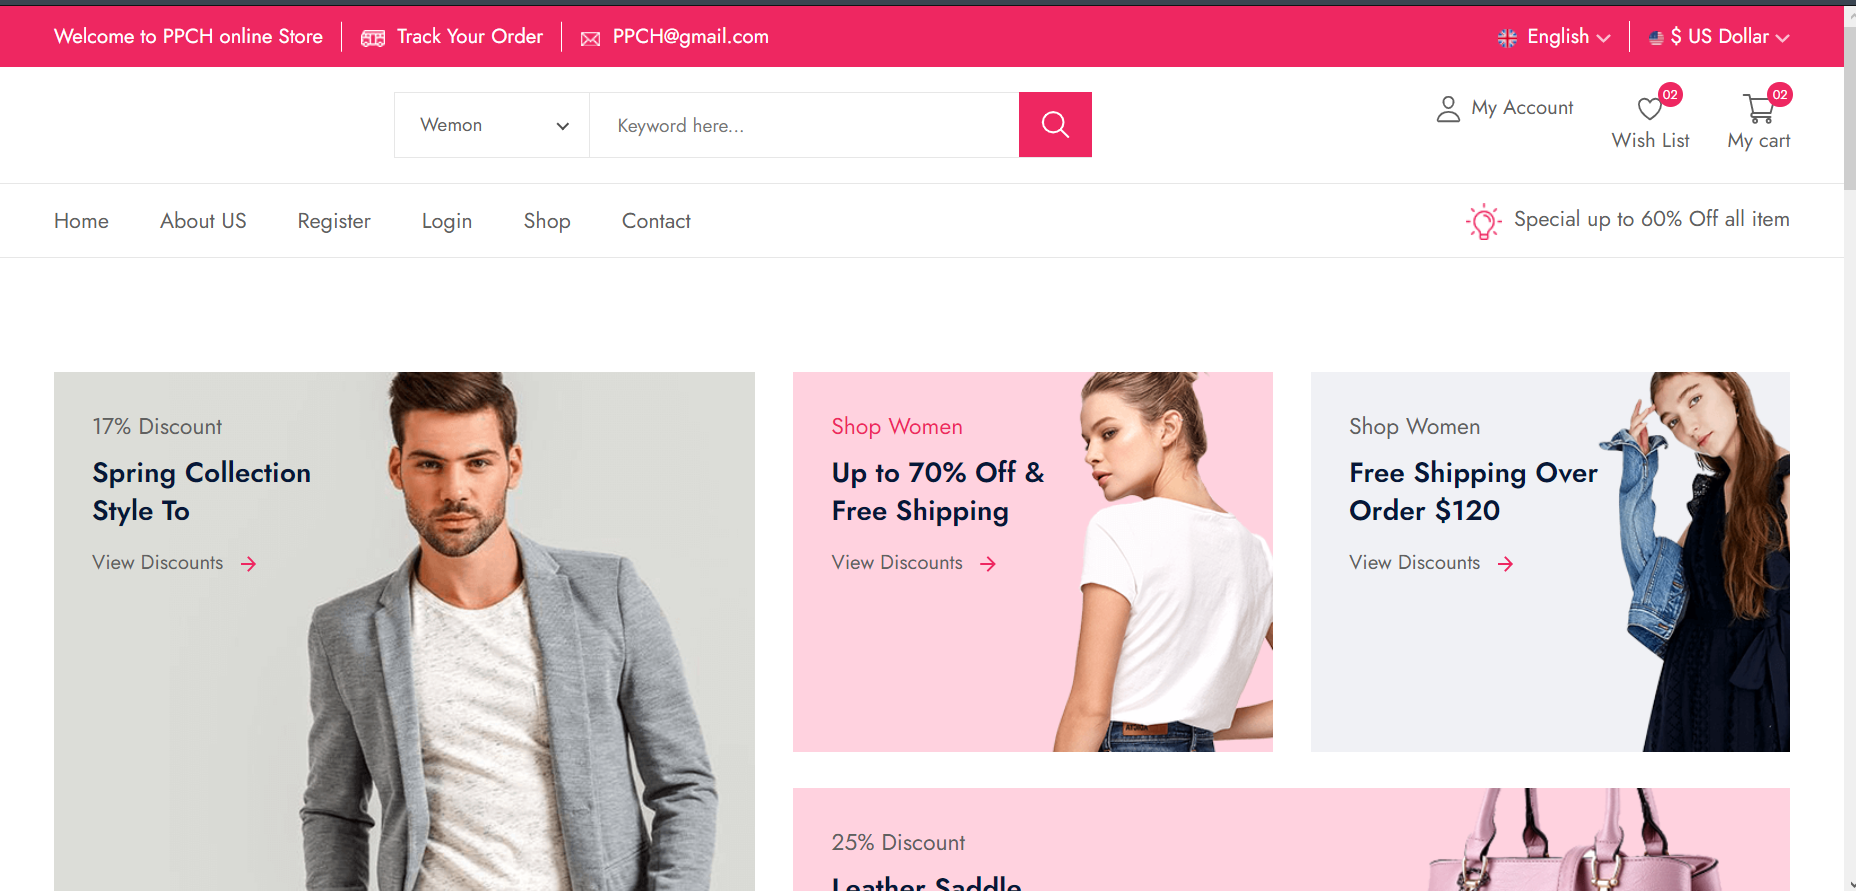 Welcome to PPCH online Store
Track Your Order
PPCH@gmail.com
English
$ US Dollar
Wemon
Keyword here...
My Account
02
Wish List
02
My cart
Home
About US
Register
Login
Shop
Contact
Special up to 60% Off all item
17% Discount
Spring Collection
Style To
View Discounts
Shop Women
Up to 70% Off &
Free Shipping
View Discounts
Shop Women
Free Shipping Over
Order $120
View Discounts
25% Discount
Leather Saddle